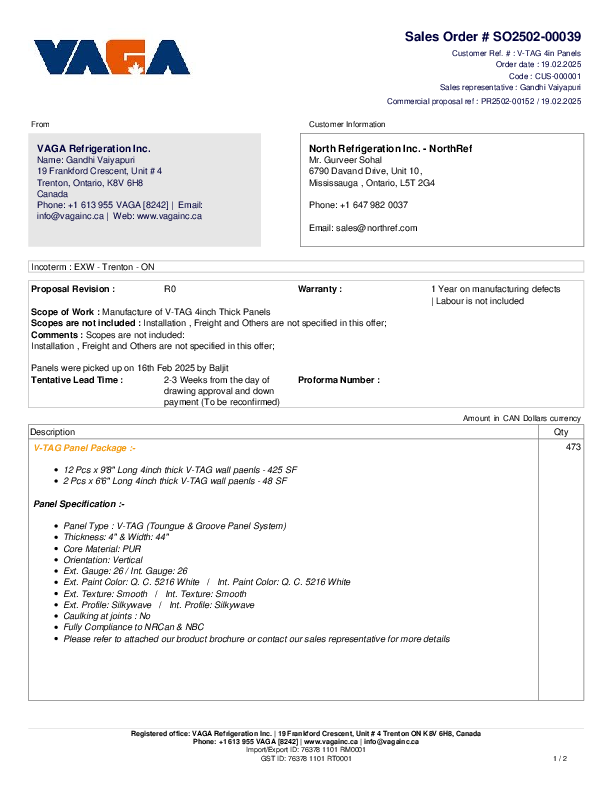 VAGA
Sales Order # SO2502-00039
Customer Ref. # : V-TAG 4in Panels
Order date : 19.02.2025
Code : CUS-000001
Sales representative : Gandhi Vaiyapuri
Commercial proposal ref : PR2502-00152 / 19.02.2025
From
Customer Information
VAGA Refrigeration Inc.
Name: Gandhi Vaiyapuri
19 Frankford Crescent, Unit # 4
Trenton, Ontario, K8V 6H8
Canada
Phone: +1 613 955 VAGA [8242] | Email:
info@vagainc.ca | Web: www.vagainc.ca
North Refrigeration Inc. - NorthRef
Mr. Gurveer Sohal
6790 Davand Drive, Unit 10,
Mississauga , Ontario, L5T 2G4
Phone: +1 647 982 0037
Email: sales@northref.com
Incoterm : EXW - Trenton - ON
Proposal Revision : R0 Warranty : 1 Year on manufacturing defects
| Labour is not included
Scope of Work : Manufacture of V-TAG 4inch Thick Panels
Scopes are not included : Installation , Freight and Others are not specified in this offer;
Comments : Scopes are not included:
Installation , Freight and Others are not specified in this offer;
Panels were picked up on 16th Feb 2025 by Baljit
Tentative Lead Time : 2-3 Weeks from the day of Proforma Number :
drawing approval and down
payment (To be reconfirmed)
Amount in CAN Dollars currency
Description Qty
V-TAG Panel Package :- 473
• 12 Pcs x 9'8" Long 4inch thick V-TAG wall paenls - 425 SF
• 2 Pcs x 6'6" Long 4inch thick V-TAG wall paenls - 48 SF
Panel Specification :-
• Panel Type : V-TAG (Toungue & Groove Panel System)
• Thickness: 4" & Width: 44"
• Core Material: PUR
• Orientation: Vertical
• Ext. Gauge: 26 / Int. Gauge: 26
• Ext. Paint Color: Q. C. 5216 White / Int. Paint Color: Q. C. 5216 White
• Ext. Texture: Smooth / Int. Texture: Smooth
• Ext. Profile: Silkywave / Int. Profile: Silkywave
• Caulking at joints : No
• Fully Compliance to NRCan & NBC
• Please refer to attached our broduct brochure or contact our sales representative for more details
Registered office: VAGA Refrigeration Inc. | 19 Frankford Crescent, Unit # 4 Trenton ON K8V 6H8, Canada
Phone: +1 613 955 VAGA [8242] | www.vagainc.ca | info@vagainc.ca
Import/Export ID: 76378 1101 RM0001
GST ID: 76378 1101 RT0001
1 / 2